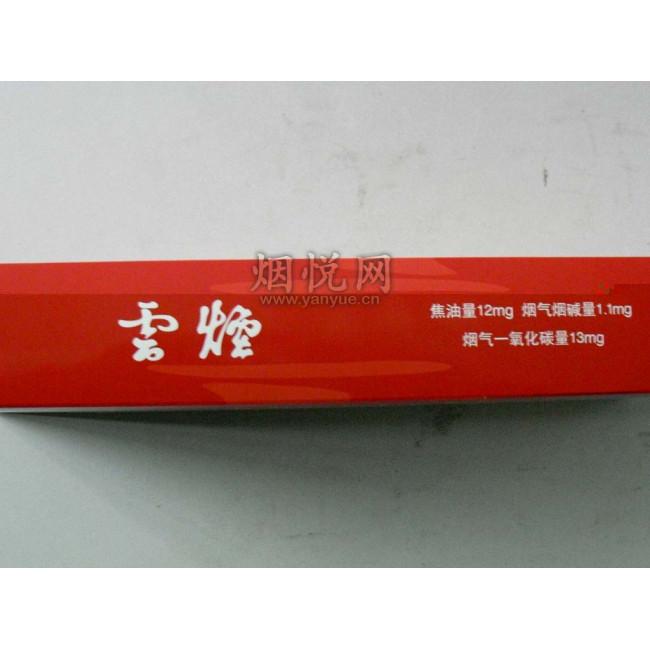 烟悦网
www.yanyue.cn
雲煙
焦油量12mg 烟气烟碱量1.1mg
烟气一氧化碳量13mg